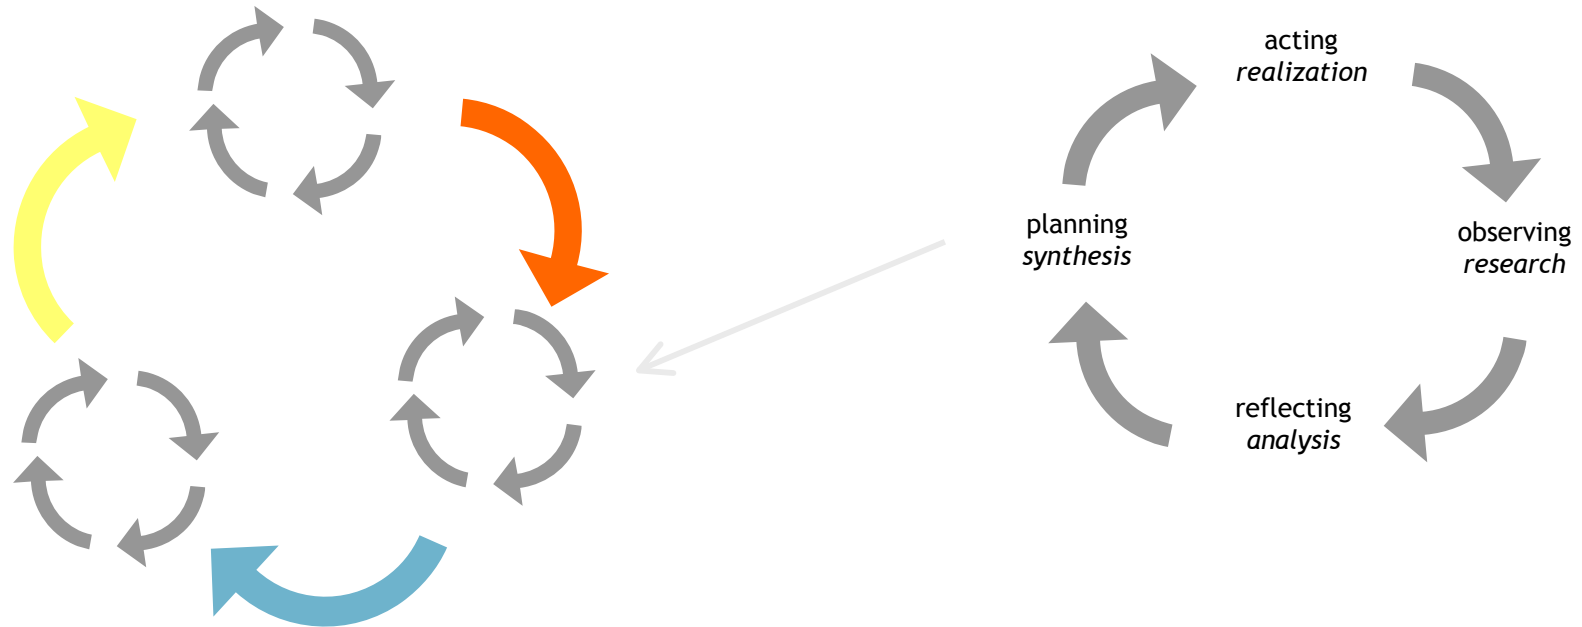 acting
realization
planning
synthesis
observing
research
reflecting
analysis